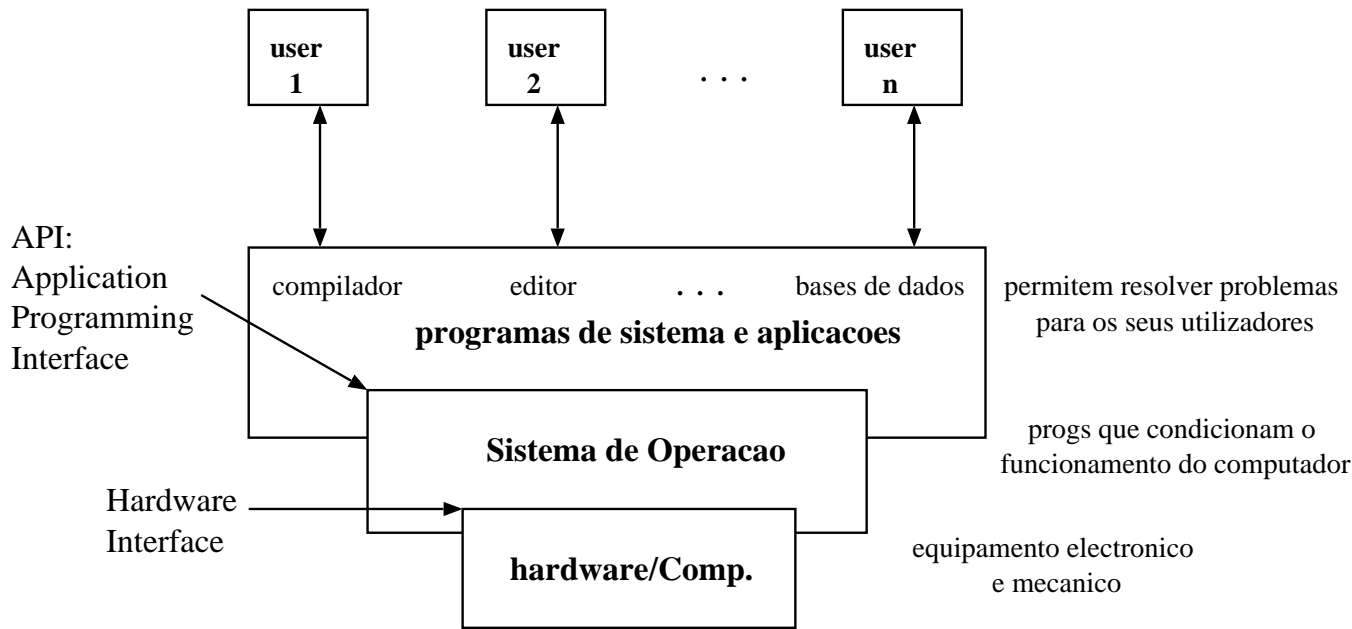 user
1
user
2
. . .
user
n
API:
Application
Programming
Interface
compilador
editor
. . .
bases de dados
programas de sistema e aplicacoes
permitem resolver problemas
para os seus utilizadores
Sistema de Operacao
progs que condicionam o
funcionamento do computador
Hardware
Interface
hardware/Comp.
equipamento electronico
e mecanico